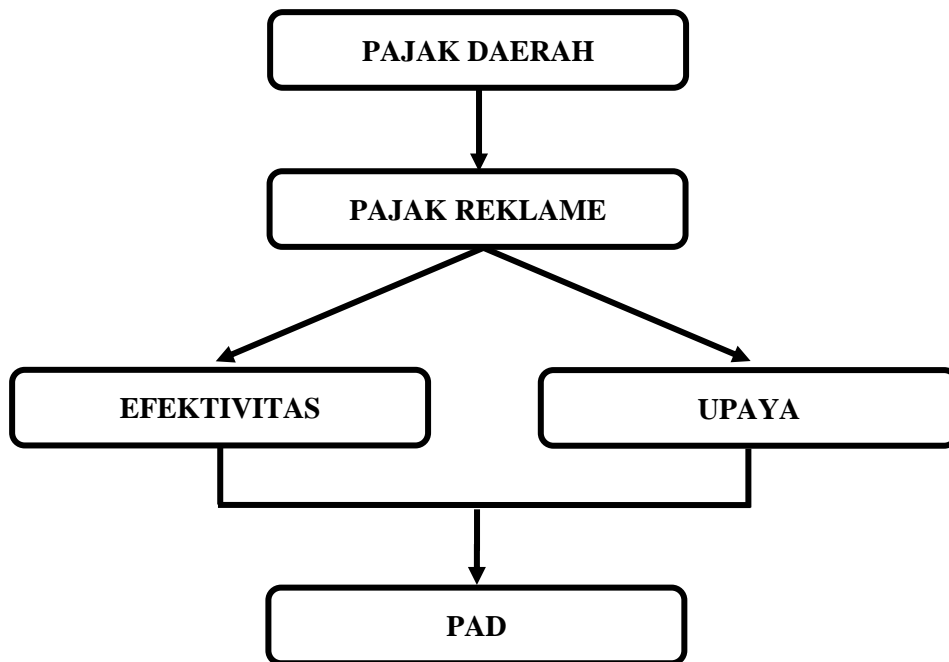 PAJAK DAERAH
PAJAK REKLAME
EFEKTIVITAS
UPAYA
PAD